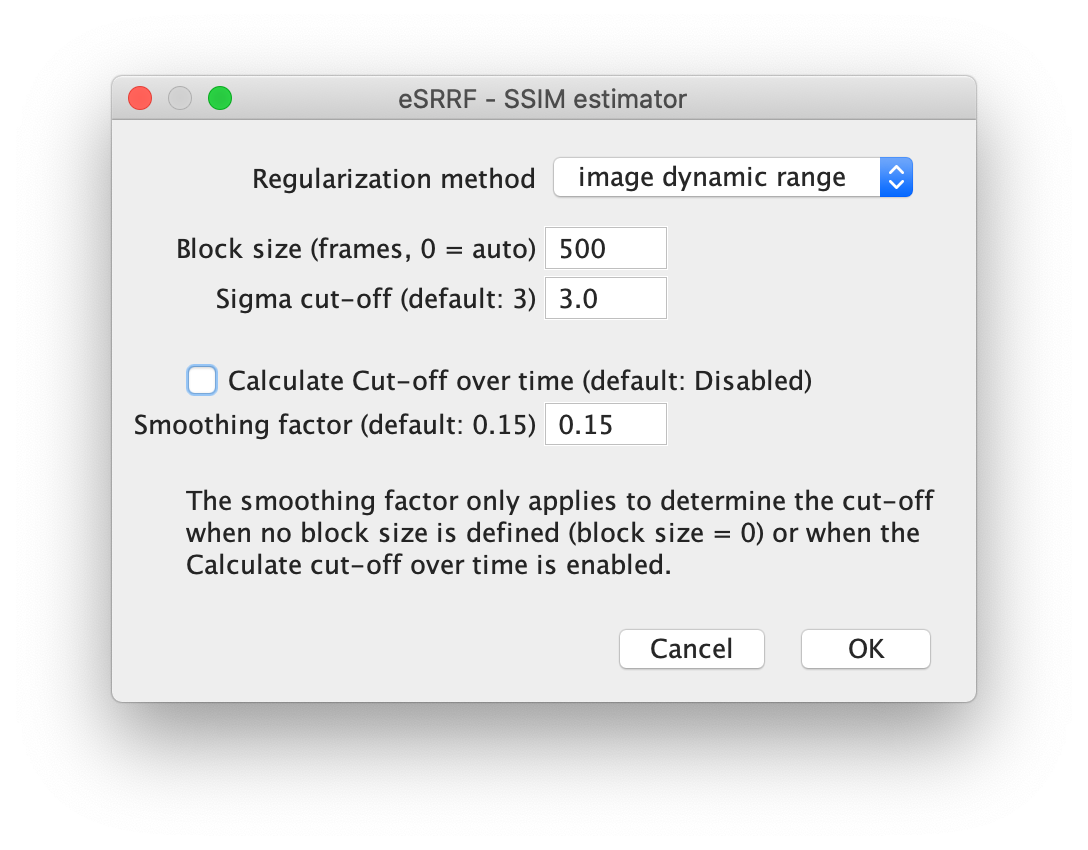 eSRRF - SSIM estimator
Regularization method image dynamic range
Block size (frames, 0 = auto) 500
Sigma cut-off (default: 3) 3.0
Calculate Cut-off over time (default: Disabled)
Smoothing factor (default: 0.15) 0.15
The smoothing factor only applies to determine the cut-off
when no block size is defined (block size = 0) or when the
Calculate cut-off over time is enabled.
Cancel OK